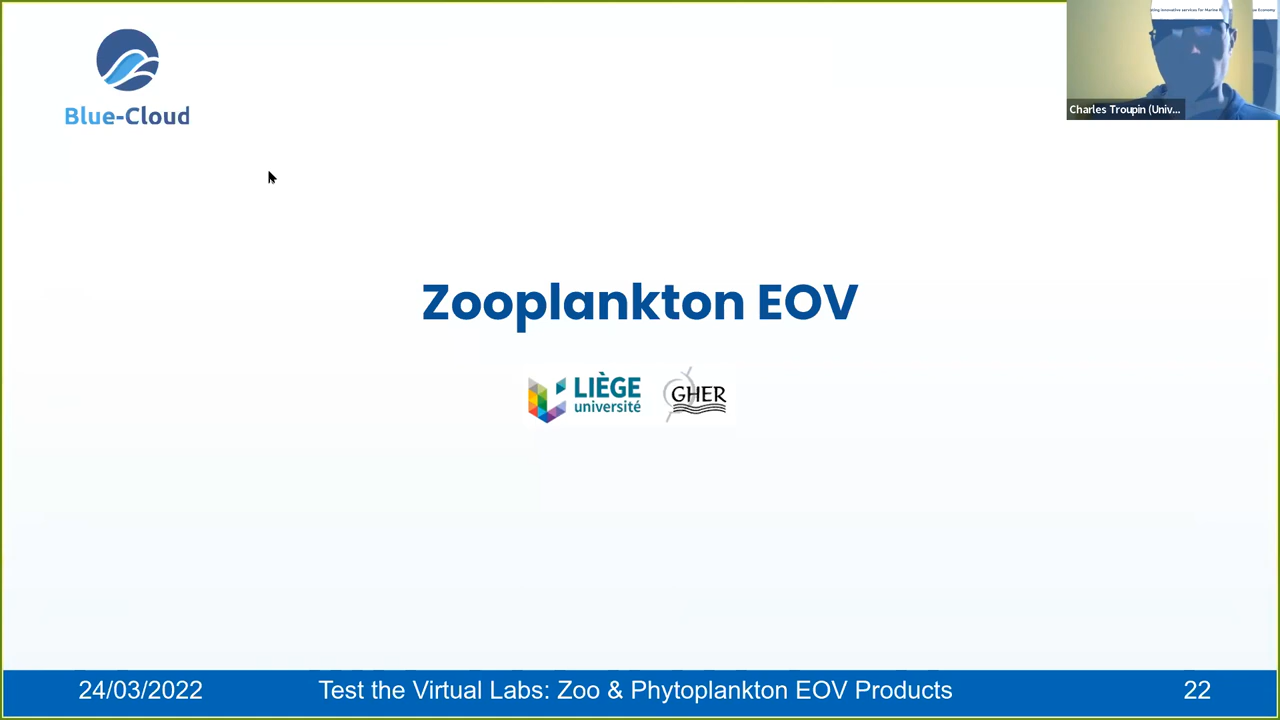 Blue-Cloud
Charles Troupin (Univ...
Zooplankton EOV
LIÈGE
université
GHER
24/03/2022
Test the Virtual Labs: Zoo & Phytoplankton EOV Products
22